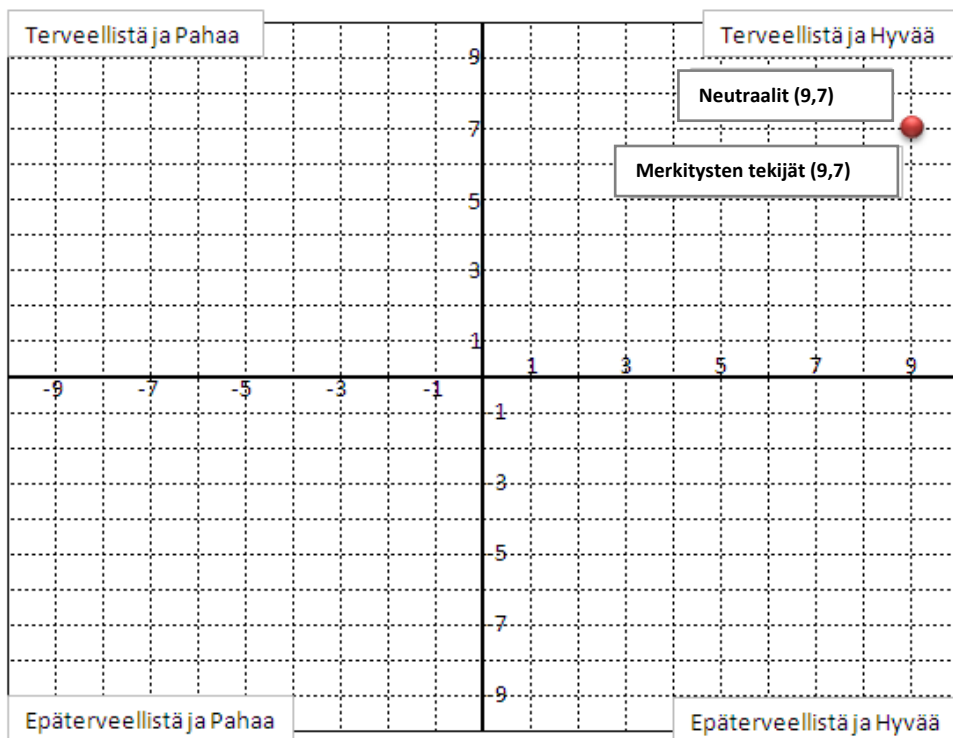 Terveellistä ja Pahaa
Terveellistä ja Hyvää
9
Neutraalit (9,7)
7
Merkitysten tekijät (9,7)
5
3
1
1 3 5 7 9
-9 -7 -5 -3 -1
-1
-3
-5
-7
-9
Epäterveellistä ja Pahaa
Epäterveellistä ja Hyvää